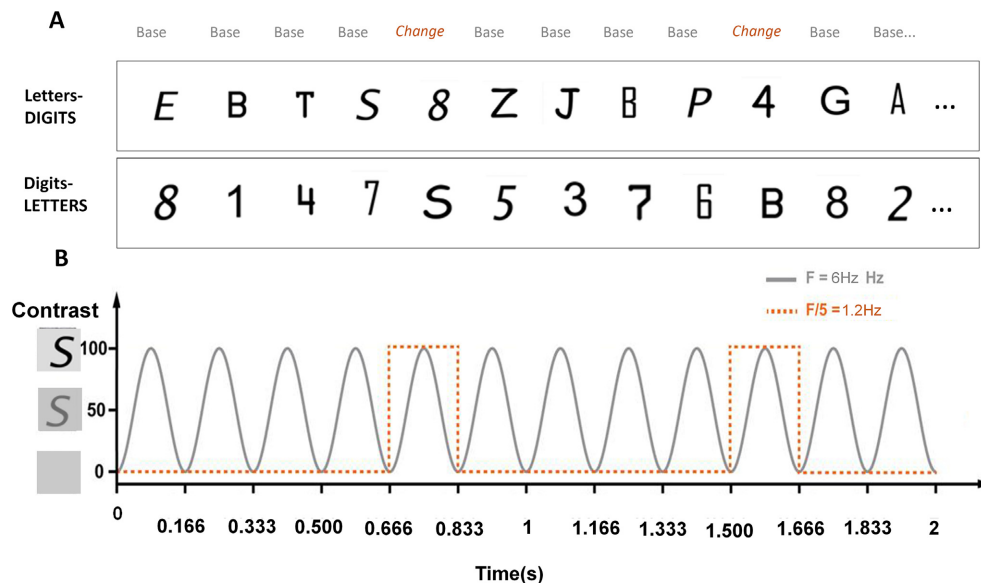 A
Base Base Base Base Change Base Base Base Base Change Base Base...
Letters-
DIGITS
E B T S 8 Z J B P 4 G A ...
Digits-
LETTERS
8 1 4 7 S 5 3 7 6 B 8 2 ...
B
F = 6Hz Hz
F/5 = 1.2Hz
Contrast
S 100
50
S
0
0 0.166 0.333 0.500 0.666 0.833 1 1.166 1.333 1.500 1.666 1.833 2
Time(s)